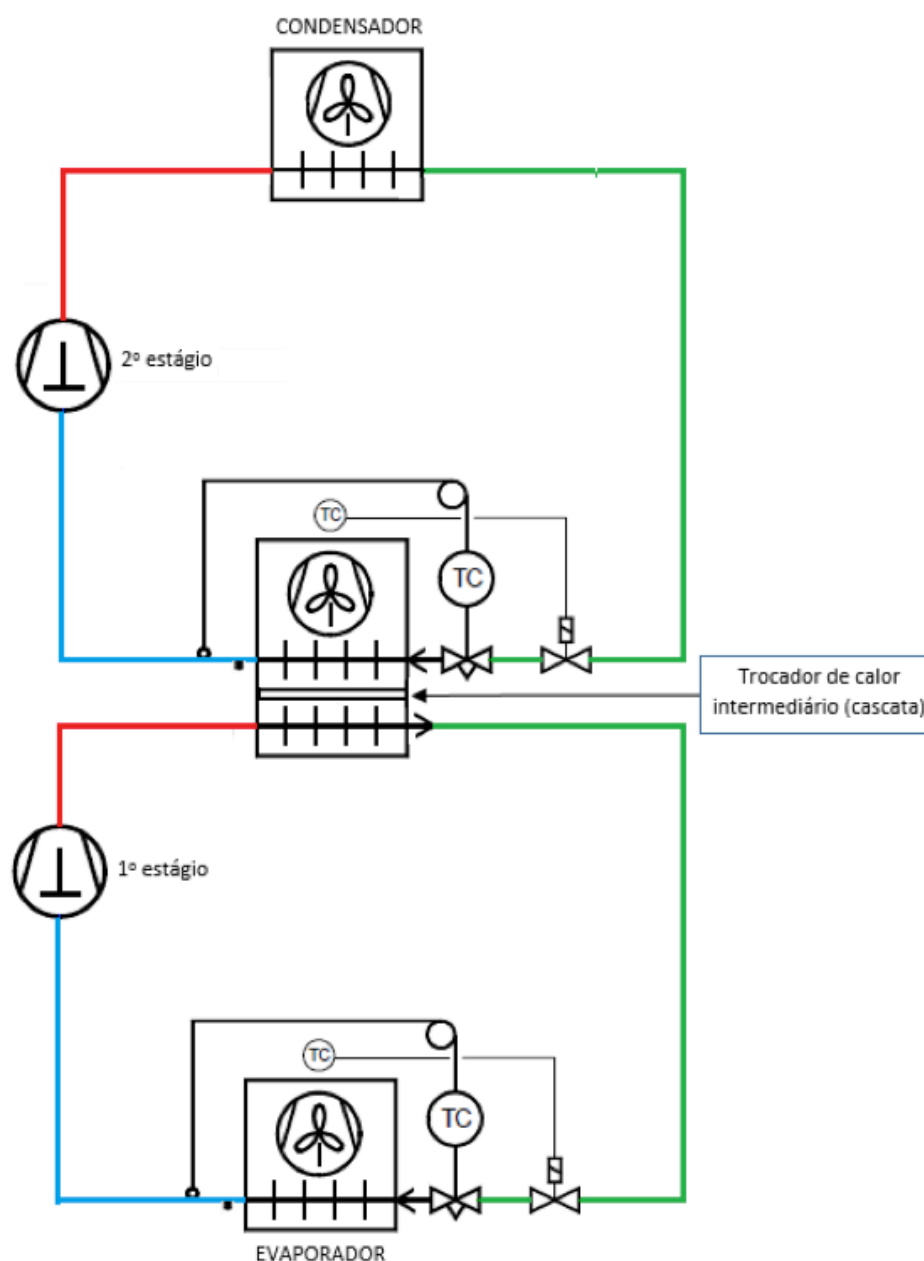 CONDENSADOR
2º estágio
TC
TC
Trocador de calor
intermediário (cascata)
1º estágio
TC
TC
EVAPORADOR